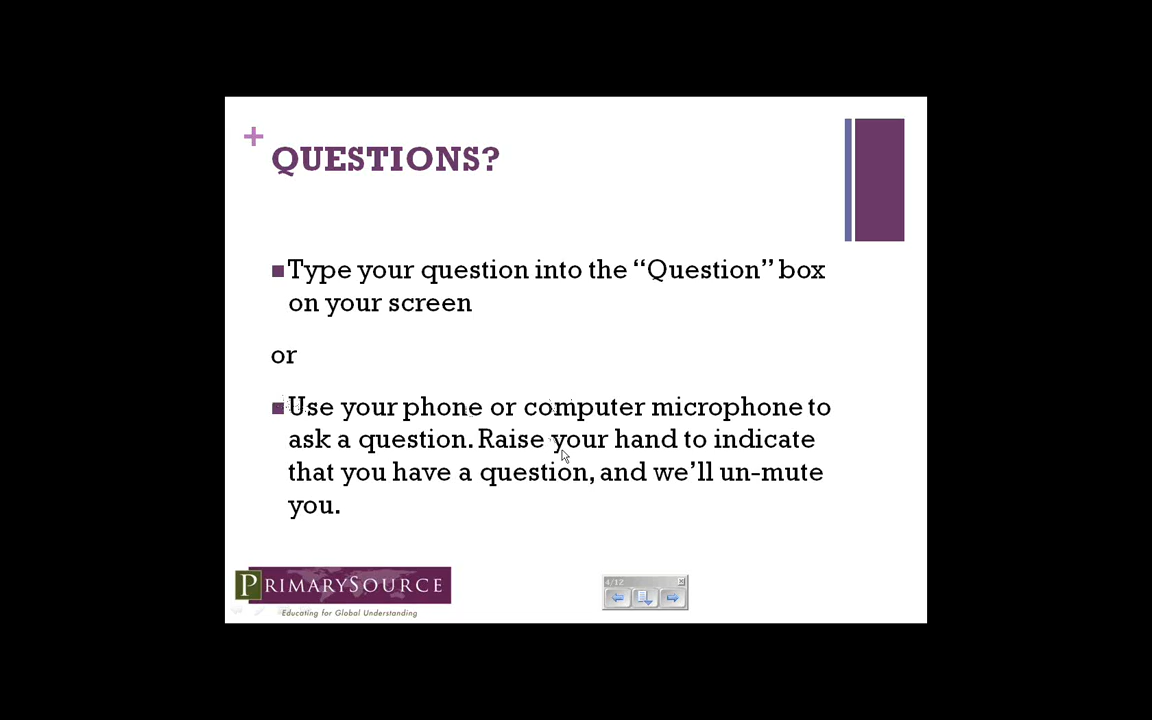 +
QUESTIONS?
Type your question into the “Question” box
on your screen
or
Use your phone or computer microphone to
ask a question. Raise your hand to indicate
that you have a question, and we’ll un-mute
you.
PRIMARYSOURCE
Educating for Global Understanding
4/12